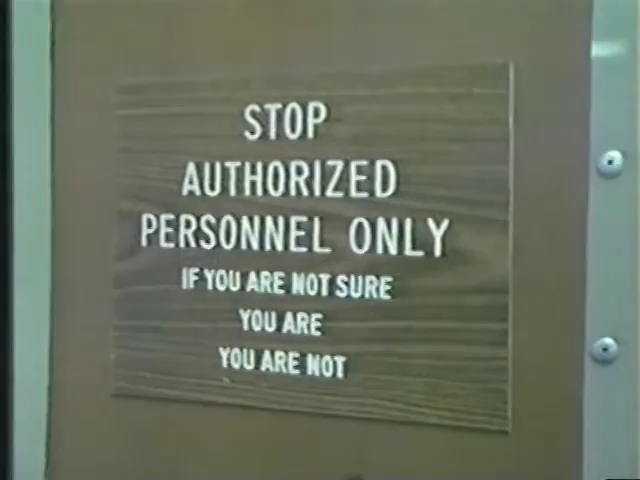 STOP
AUTHORIZED
PERSONNEL ONLY
IF YOU ARE NOT SURE
YOU ARE
YOU ARE NOT